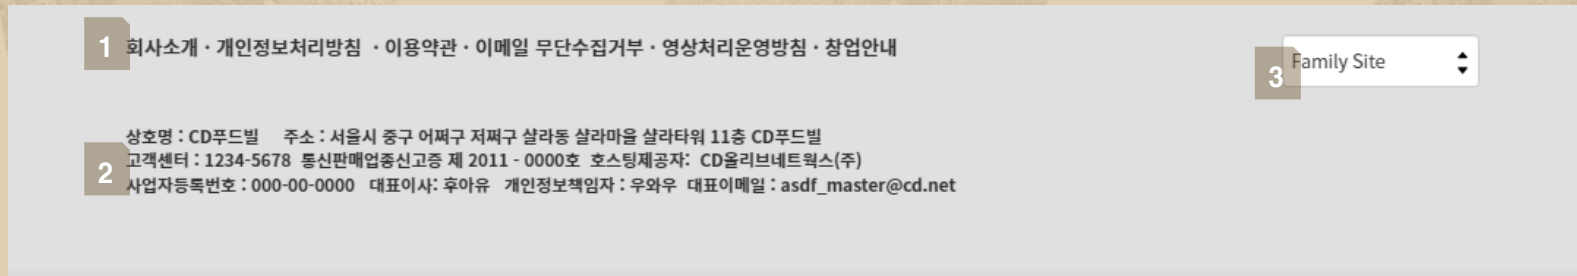 1 회사소개 · 개인정보처리방침 · 이용약관 · 이메일 무단수집거부 · 영상처리운영방침 · 창업안내
3 Family Site
상호명 : CD푸드빌 주소 : 서울시 중구 어쩌구 저쩌구 샬라동 샬라마을 샬라타워 11층 CD푸드빌
고객센터 : 1234-5678 통신판매업종신고증 제 2011 - 0000호 호스팅제공자: CD올리브네트웍스(주)
2 사업자등록번호 : 000-00-0000 대표이사: 후아유 개인정보책임자 : 우와우 대표이메일 : asdf_master@cd.net